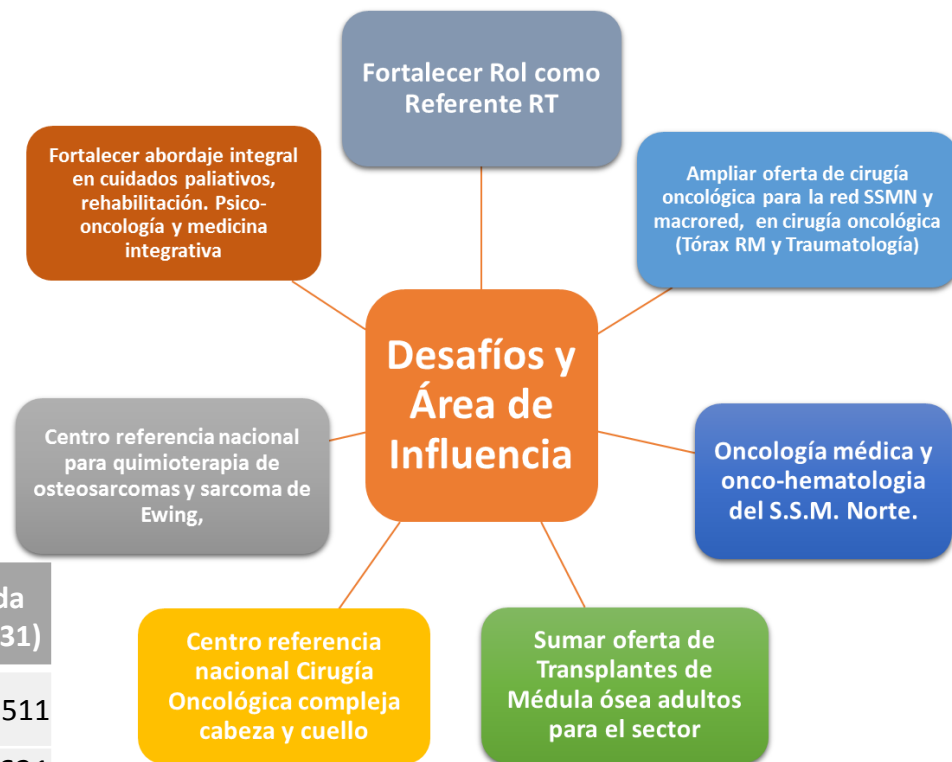 Fortalecer Rol como
Referente RT
Fortalecer abordaje integral
en cuidados paliativos,
rehabilitación. Psico-
oncología y medicina
integrativa
Ampliar oferta de cirugía
oncológica para la red SSMN y
macrored, en cirugía oncológica
(Tórax RM y Traumatología)
Desafíos y
Área de
Influencia
Centro referencia nacional
para quimioterapia de
osteosarcomas y sarcoma de
Ewing,
Oncología médica y
onco-hematologia
del S.S.M. Norte.
Centro referencia
nacional Cirugía
Oncológica compleja
cabeza y cuello
Sumar oferta de
Transplantes de
Médula ósea adultos
para el sector
da
31)
511